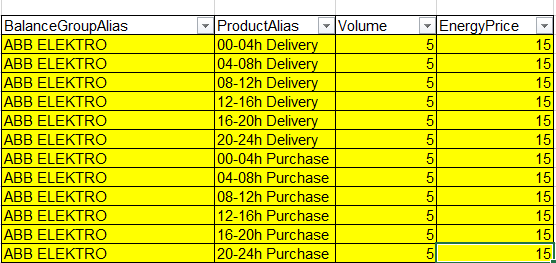 BalanceGroupAlias ProductAlias Volume EnergyPrice
ABB ELEKTRO 00-04h Delivery 5 15
ABB ELEKTRO 04-08h Delivery 5 15
ABB ELEKTRO 08-12h Delivery 5 15
ABB ELEKTRO 12-16h Delivery 5 15
ABB ELEKTRO 16-20h Delivery 5 15
ABB ELEKTRO 20-24h Delivery 5 15
ABB ELEKTRO 00-04h Purchase 5 15
ABB ELEKTRO 04-08h Purchase 5 15
ABB ELEKTRO 08-12h Purchase 5 15
ABB ELEKTRO 12-16h Purchase 5 15
ABB ELEKTRO 16-20h Purchase 5 15
ABB ELEKTRO 20-24h Purchase 5 15